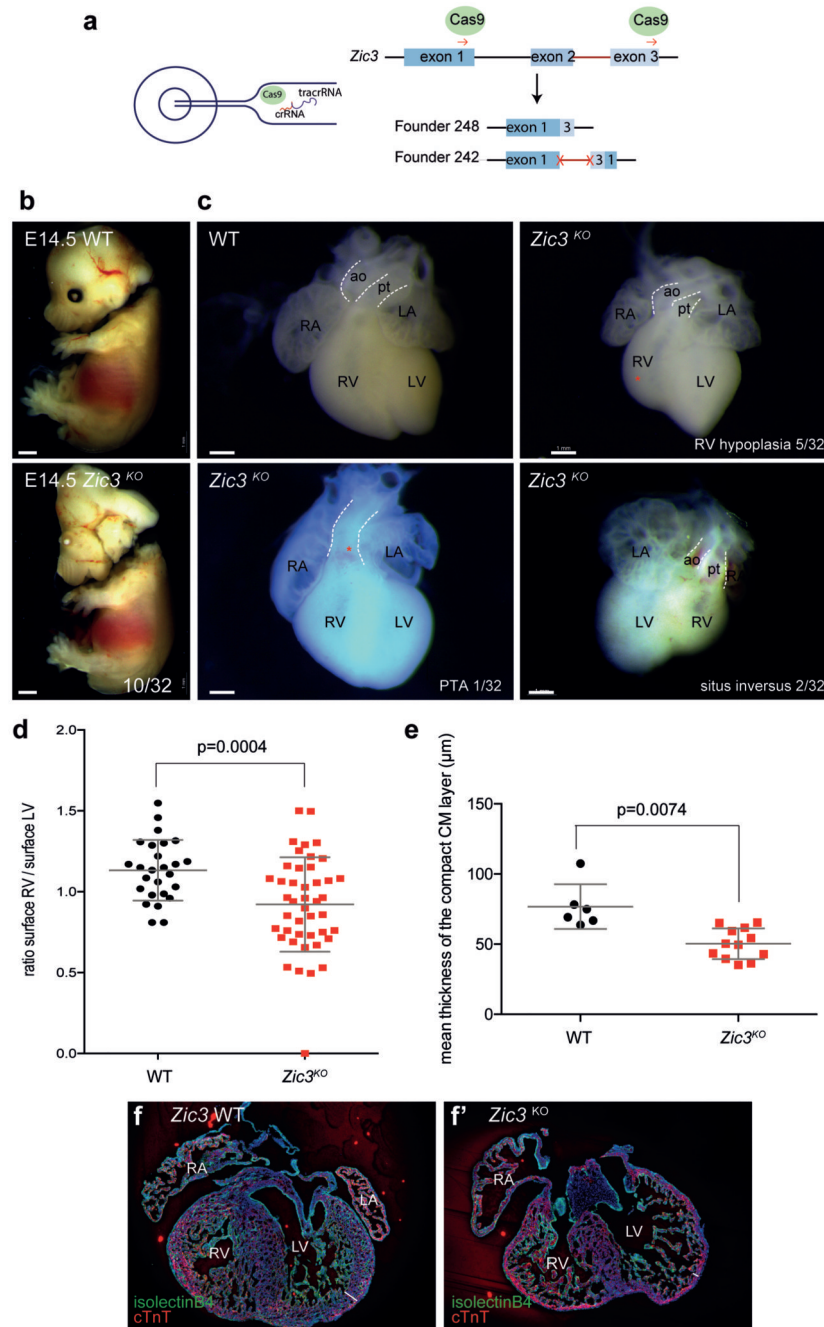 a
Cas9 Cas9
Zic3 exon 1 exon 2 exon 3
Cas9
tracrRNA
crRNA
Founder 248 exon 1 3
Founder 242 exon 1 3 1
b
E14.5 WT
E14.5 Zic3 KO
10/32
c
WT
ao
pt
RA LA
RV LV
Zic3 KO
ao
pt
RA LA
RV LV
1 mm
RV hypoplasia 5/32
Zic3 KO
RA LA
RV LV
PTA 1/32
Zic3 KO
LA
ao
pt
LV RV
situs inversus 2/32
d
p=0.0004
ratio surface RV / surface LV
2.0
1.5
1.0
0.5
0.0
WT Zic3KO
e
p=0.0074
mean thickness of the compact CM layer (µm)
150
100
50
0
WT Zic3KO
f
Zic3 WT
RA
LA
RV
LV
isolectinB4
cTnT
f'
Zic3 KO
RA
LV
RV
isolectinB4
cTnT